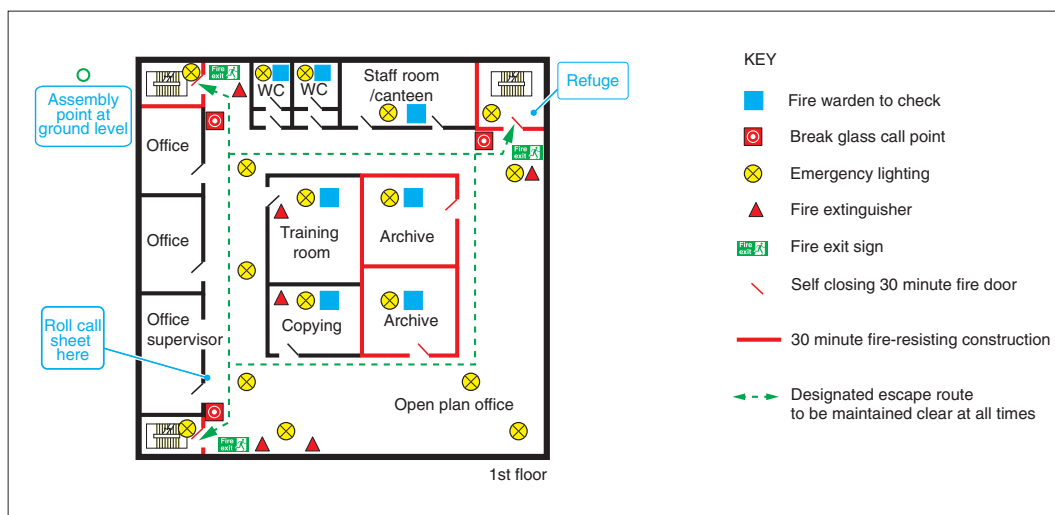 Assembly
point at
ground level
Fire
exit
WC
WC
Staff room
/canteen
Refuge
Fire
exit
Office
Office
Office
supervisor
Roll call
sheet
here
Training
room
Archive
Copying
Archive
Open plan office
Fire
exit
1st floor
KEY
Fire warden to check
Break glass call point
Emergency lighting
Fire extinguisher
Fire
exit
Fire exit sign
Self closing 30 minute fire door
30 minute fire-resisting construction
Designated escape route
to be maintained clear at all times